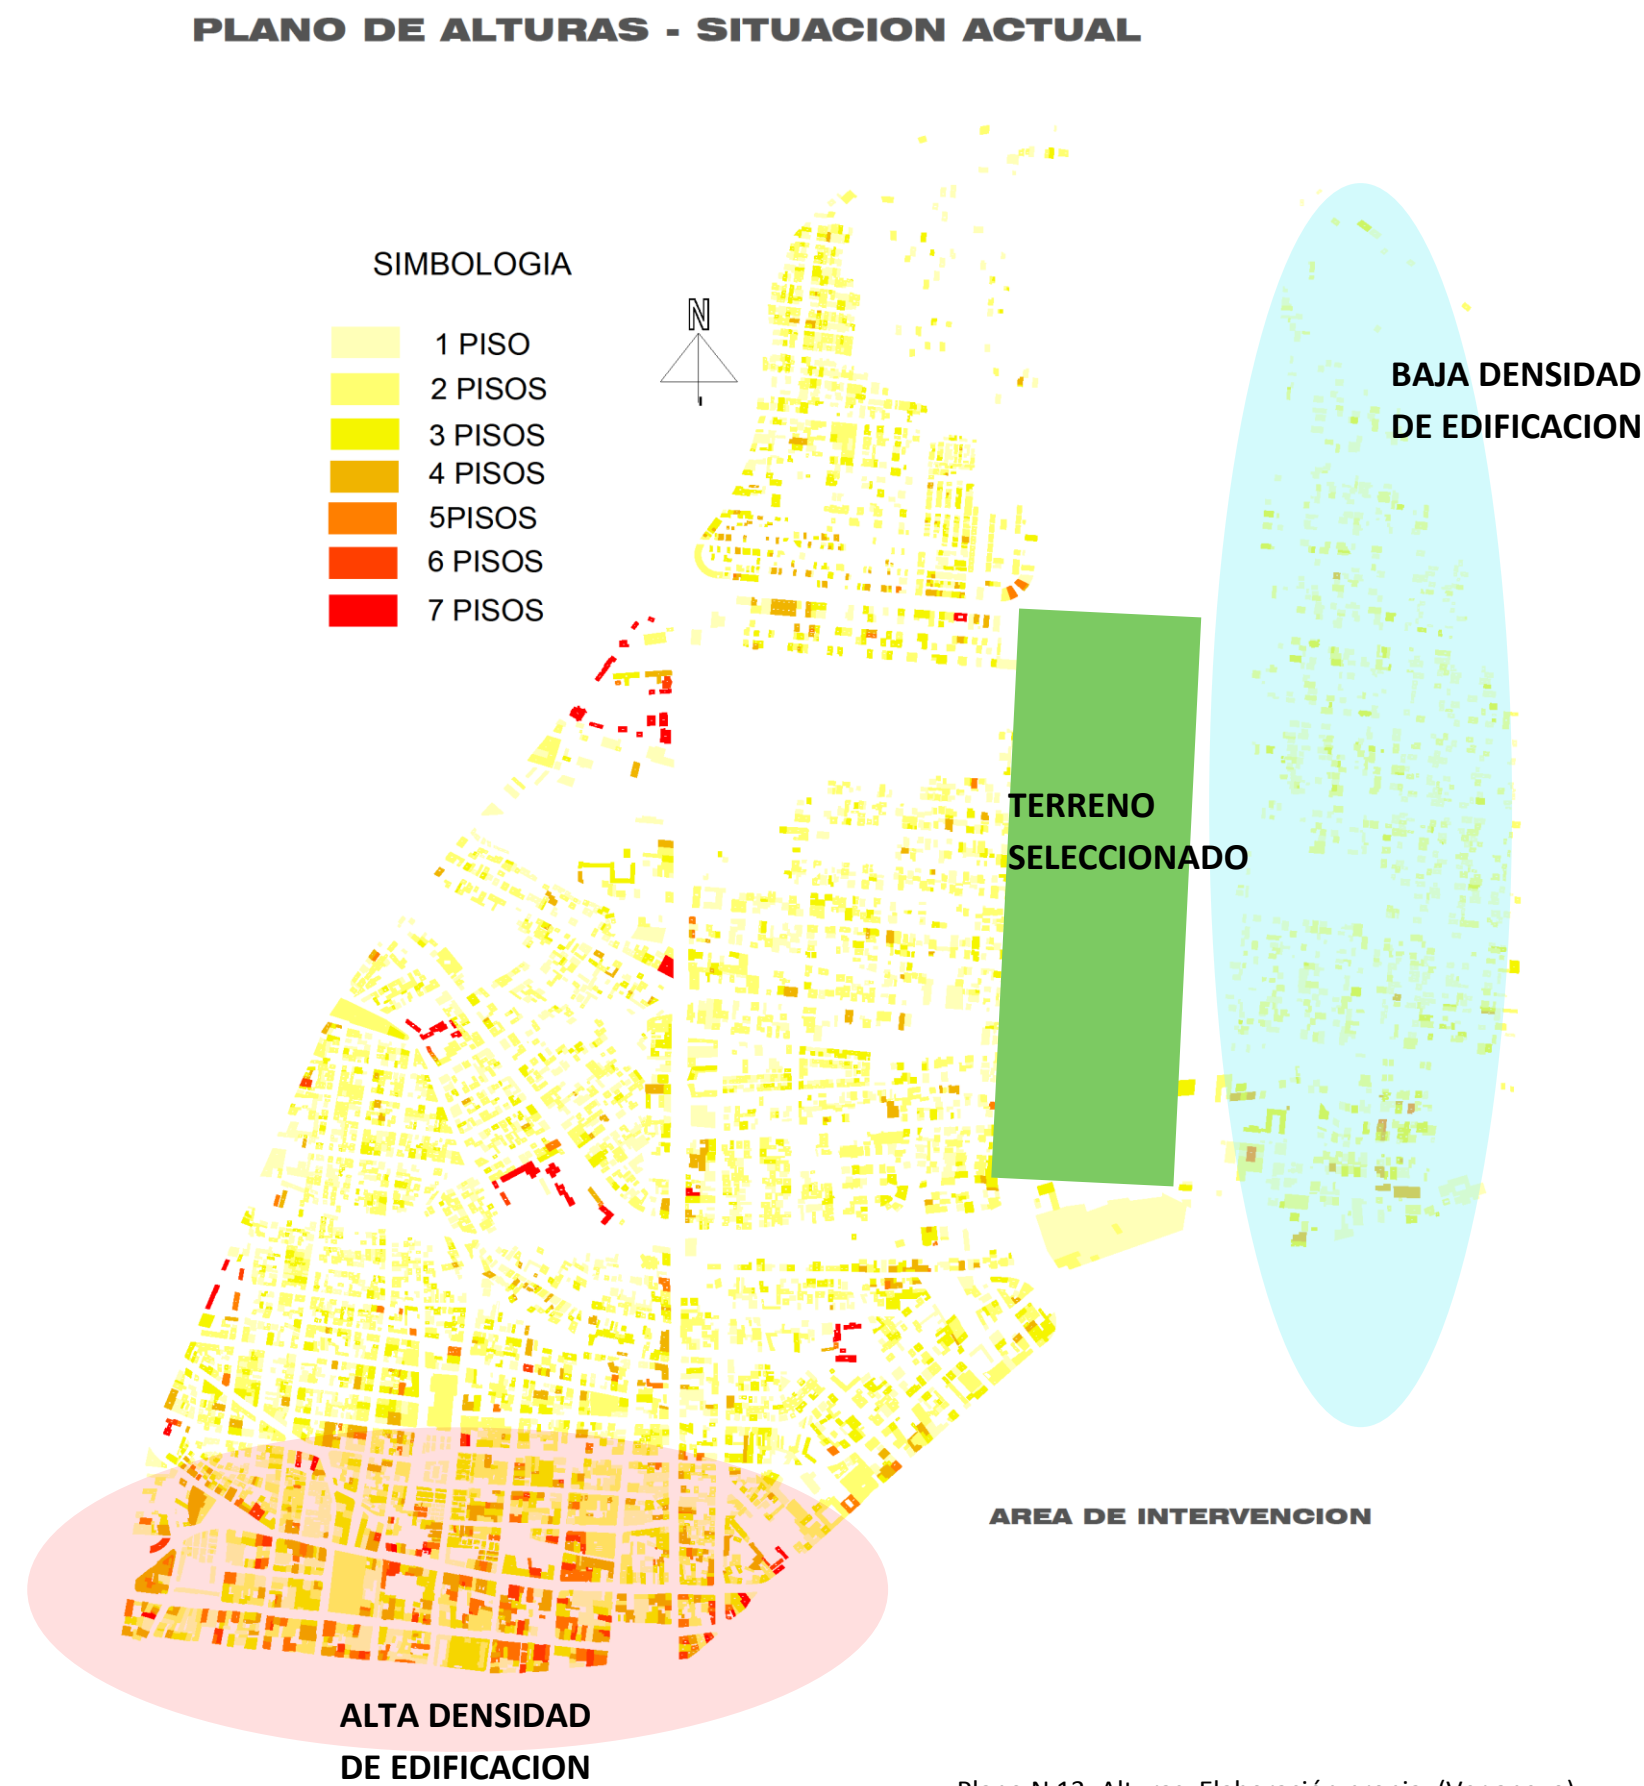 PLANO DE ALTURAS - SITUACION ACTUAL
SIMBOLOGIA
N
1 PISO
2 PISOS
3 PISOS
4 PISOS
5PISOS
6 PISOS
7 PISOS
BAJA DENSIDAD
DE EDIFICACION
TERRENO
SELECCIONADO
AREA DE INTERVENCION
ALTA DENSIDAD
DE EDIFICACION